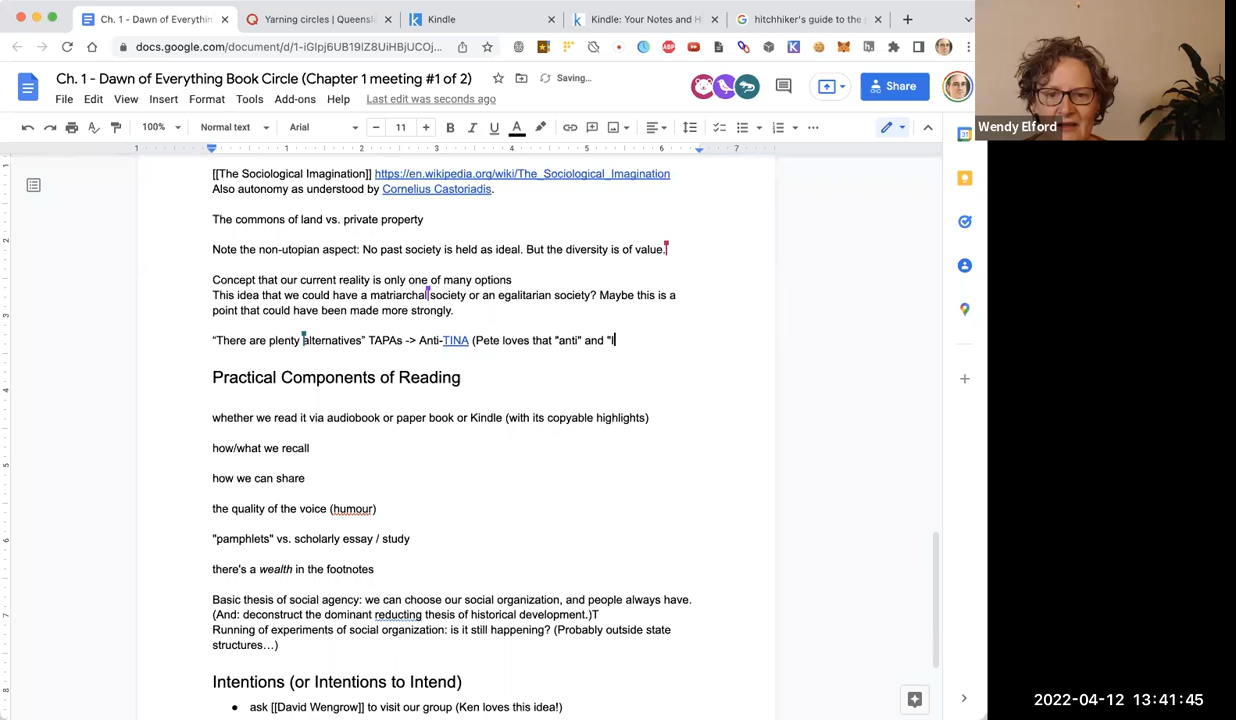 Ch. 1 - Dawn of Everythin
Yarning circles | Queensl
Kindle
Kindle: Your Notes and H
hitchhiker's guide to the
docs.google.com/document/d/1-iGIpj6UB19IZ8UiHBjUCOj...
Ch. 1 - Dawn of Everything Book Circle (Chapter 1 meeting #1 of 2)
Saving...
File Edit View Insert Format Tools Add-ons Help Last edit was seconds ago
Share
Wendy Elford
100% Normal text Arial 11 B I U A
1 1 2 3 4 5 6 7
[[The Sociological Imagination]] https://en.wikipedia.org/wiki/The_Sociological_Imagination
Also autonomy as understood by Cornelius Castoriadis.
The commons of land vs. private property
Note the non-utopian aspect: No past society is held as ideal. But the diversity is of value.
Concept that our current reality is only one of many options
This idea that we could have a matriarchal society or an egalitarian society? Maybe this is a
point that could have been made more strongly.
“There are plenty alternatives” TAPAs -> Anti-TINA (Pete loves that "anti" and "l
Practical Components of Reading
whether we read it via audiobook or paper book or Kindle (with its copyable highlights)
how/what we recall
how we can share
the quality of the voice (humour)
"pamphlets" vs. scholarly essay / study
there's a wealth in the footnotes
Basic thesis of social agency: we can choose our social organization, and people always have.
(And: deconstruct the dominant reducting thesis of historical development.)T
Running of experiments of social organization: is it still happening? (Probably outside state
structures…)
Intentions (or Intentions to Intend)
● ask [[David Wengrow]] to visit our group (Ken loves this idea!)
2022-04-12 13:41:45